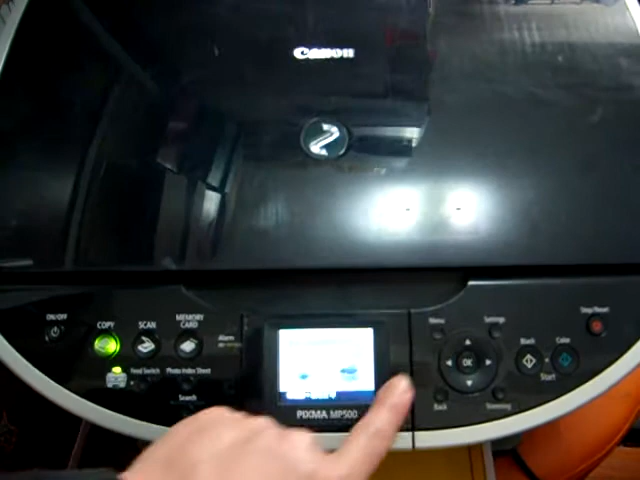 Canon
ON/OFF
COPY
SCAN
MEMORY
CARD
Alarm
Feed Switch
Photo Index Sheet
Search
PIXMA MP500
Menu
Settings
OK
Back
Black
Color
Start
Stop/Reset